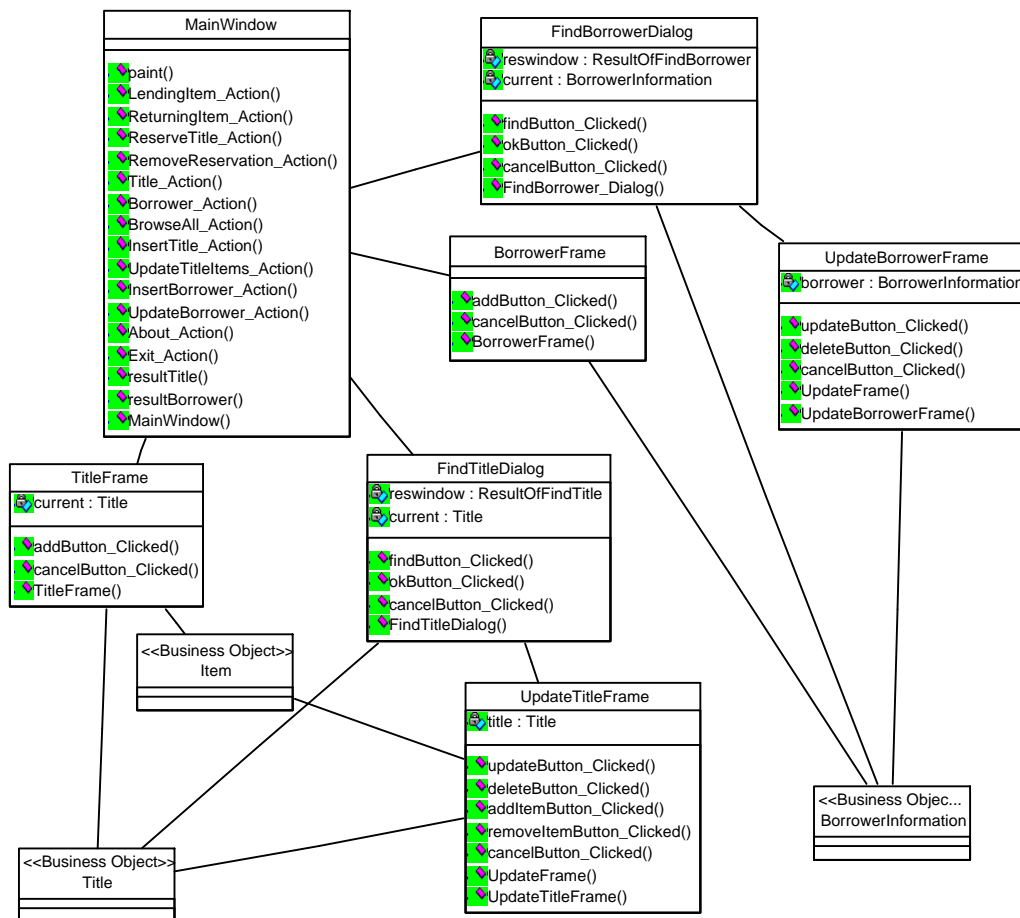 MainWindow
paint()
LendingItem_Action()
ReturningItem_Action()
ReserveTitle_Action()
RemoveReservation_Action()
Title_Action()
Borrower_Action()
BrowseAll_Action()
InsertTitle_Action()
UpdateTitleItems_Action()
InsertBorrower_Action()
UpdateBorrower_Action()
About_Action()
Exit_Action()
resultTitle()
resultBorrower()
MainWindow()
FindBorrowerDialog
reswindow : ResultOfFindBorrower
current : BorrowerInformation
findButton_Clicked()
okButton_Clicked()
cancelButton_Clicked()
FindBorrower_Dialog()
BorrowerFrame
addButton_Clicked()
cancelButton_Clicked()
BorrowerFrame()
UpdateBorrowerFrame
borrower : BorrowerInformation
updateButton_Clicked()
deleteButton_Clicked()
cancelButton_Clicked()
UpdateFrame()
UpdateBorrowerFrame()
TitleFrame
current : Title
addButton_Clicked()
cancelButton_Clicked()
TitleFrame()
FindTitleDialog
reswindow : ResultOfFindTitle
current : Title
findButton_Clicked()
okButton_Clicked()
cancelButton_Clicked()
FindTitleDialog()
<<Business Object>>
Item
UpdateTitleFrame
title : Title
updateButton_Clicked()
deleteButton_Clicked()
addItemButton_Clicked()
removeItemButton_Clicked()
cancelButton_Clicked()
UpdateFrame()
UpdateTitleFrame()
<<Business Objec...
BorrowerInformation
<<Business Object>>
Title